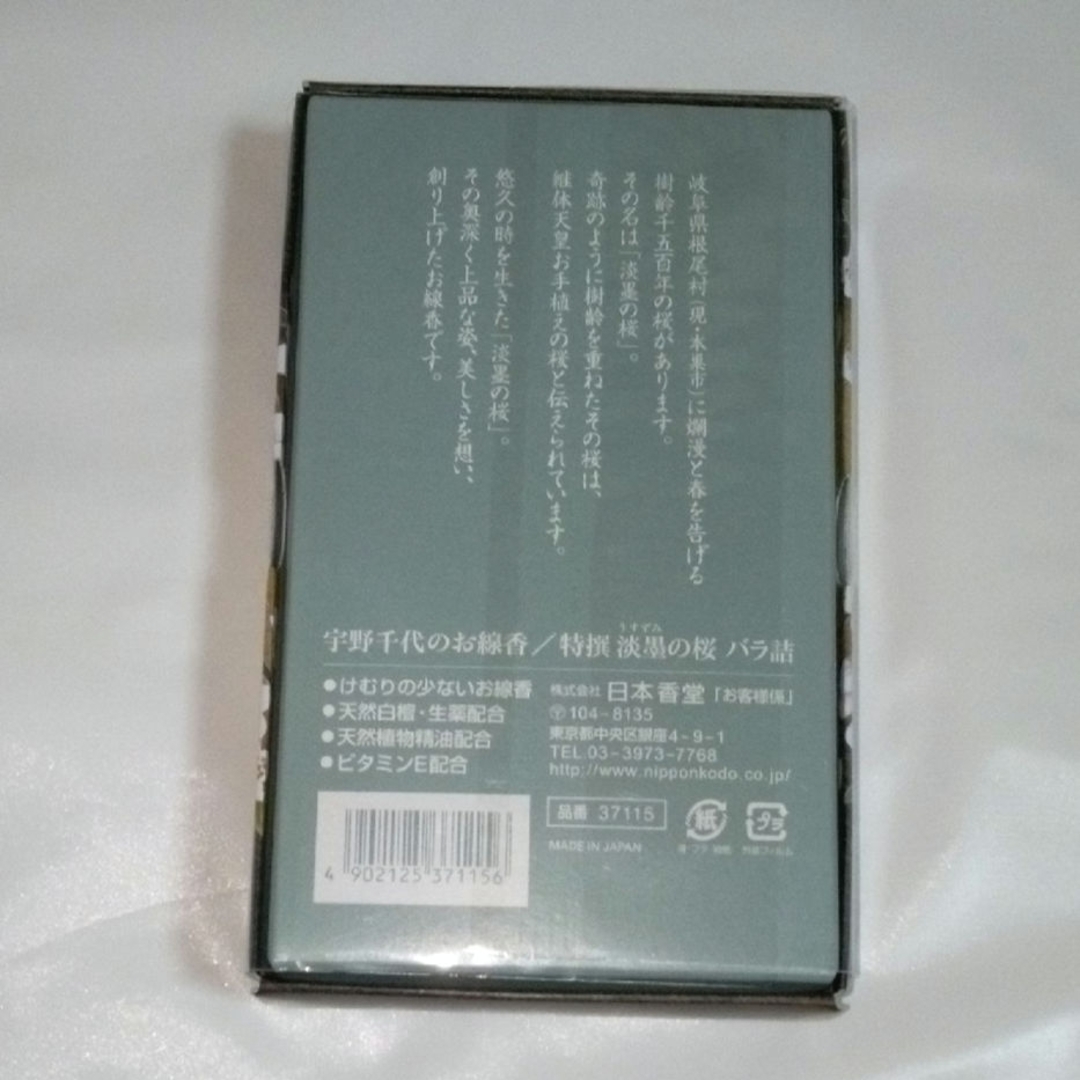 岐阜県根尾村(現・本巣市)に爛漫と春を告げる
樹齢千五百年の桜があります。
その名は「淡墨の桜」。
奇跡のように樹齢を重ねたその桜は、
継体天皇お手植えの桜と伝えられています。
悠久の時を生きた「淡墨の桜」。
その奥深く上品な姿、美しさを想い、
創り上げたお線香です。
うすずみ
宇野千代のお線香/特撰 淡墨の桜 バラ詰
●けむりの少ないお線香
●天然白檀・生薬配合
●天然植物精油配合
●ビタミンE配合
株式会社 日本香堂「お客様係」
〒104-8135
東京都中央区銀座4-9-1
TEL.03-3973-7768
http://www.nipponkodo.co.jp/
品番 37115
MADE IN JAPAN
紙
プラ
外装フィルム
4 902125 371156